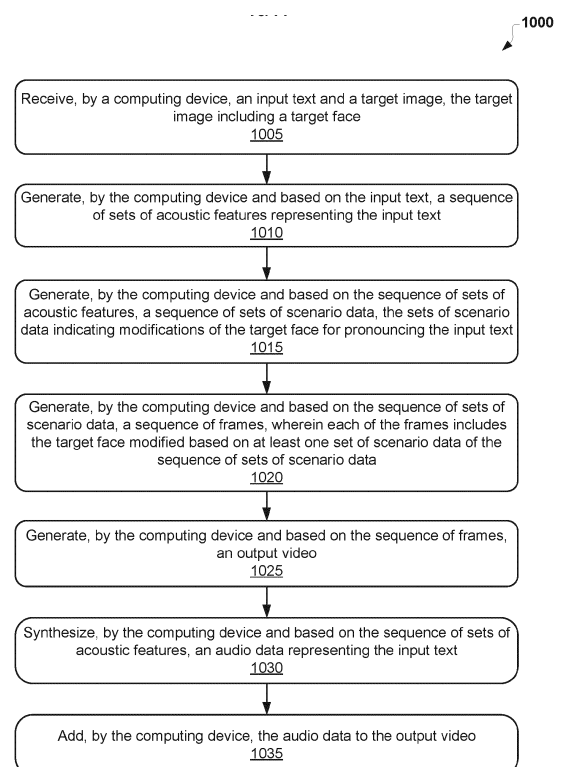 1000
Receive, by a computing device, an input text and a target image, the target
image including a target face
1005
Generate, by the computing device and based on the input text, a sequence
of sets of acoustic features representing the input text
1010
Generate, by the computing device and based on the sequence of sets of
acoustic features, a sequence of sets of scenario data, the sets of scenario
data indicating modifications of the target face for pronouncing the input text
1015
Generate, by the computing device and based on the sequence of sets of
scenario data, a sequence of frames, wherein each of the frames includes
the target face modified based on at least one set of scenario data of the
sequence of sets of scenario data
1020
Generate, by the computing device and based on the sequence of frames,
an output video
1025
Synthesize, by the computing device and based on the sequence of sets of
acoustic features, an audio data representing the input text
1030
Add, by the computing device, the audio data to the output video
1035